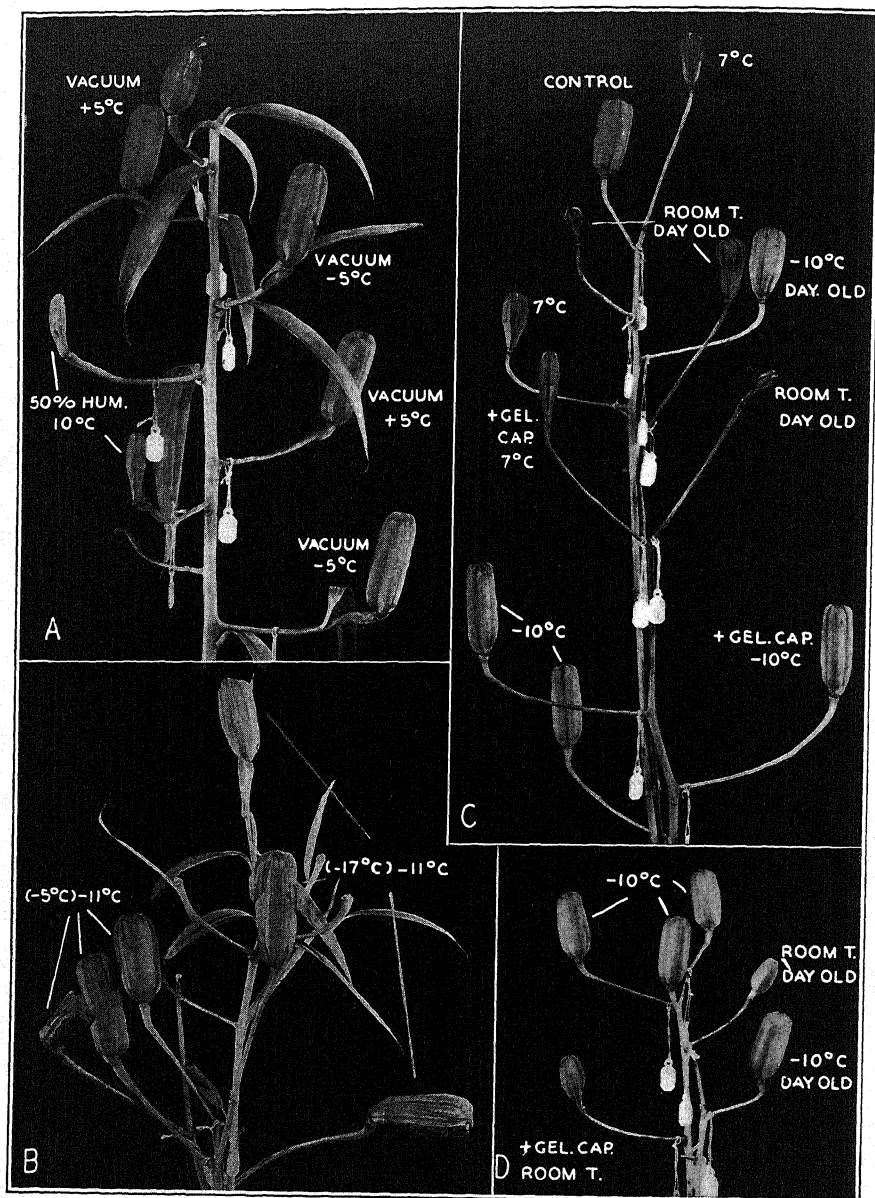 VACUUM
+5°C
VACUUM
-5°C
50% HUM.
10°C
VACUUM
+5°C
VACUUM
-5°C
A
(-5°C)-11°C
(-17°C)-11°C
B
CONTROL
7°C
ROOM T.
DAY OLD
-10°C
DAY. OLD
7°C
+GEL.
CAP.
7°C
ROOM T.
DAY OLD
-10°C
+GEL.CAP.
-10°C
C
-10°C
ROOM T.
DAY OLD
-10°C
DAY OLD
+GEL.CAP.
ROOM T.
D